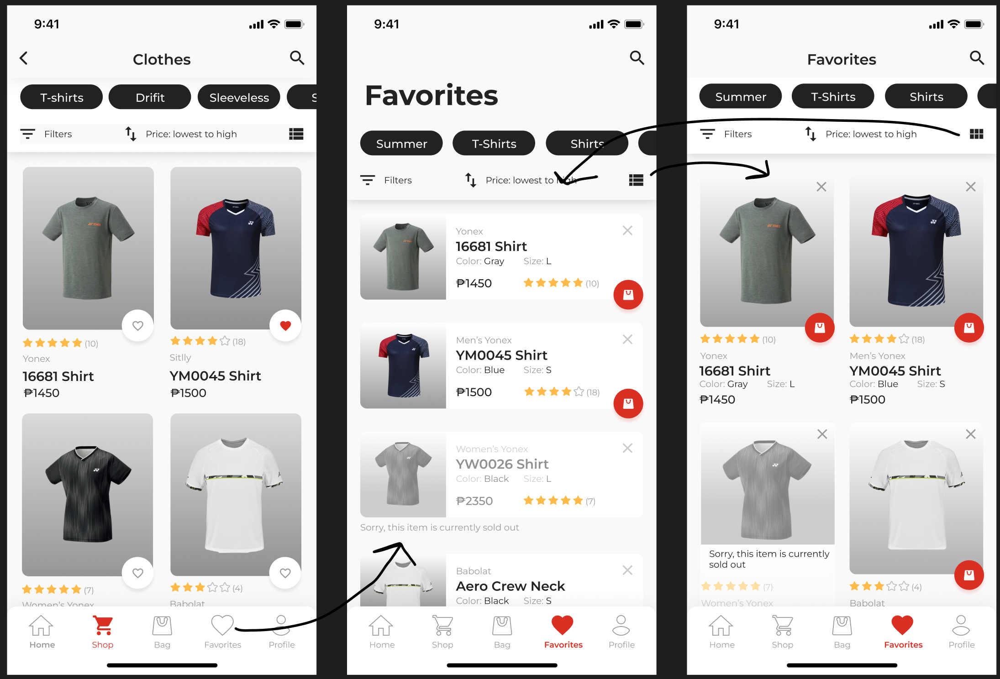 9:41
Clothes
T-shirts
Drifit
Sleeveless
S
Filters
Price: lowest to high
YONEX
(10)
Yonex
16681 Shirt
₱1450
(18)
Sitlly
YM0045 Shirt
₱1500
(7)
Women's Yonex
(4)
Babolat
Home
Shop
Bag
Favorites
Profile
9:41
Favorites
Summer
T-Shirts
Shirts
Filters
Price: lowest to high
Yonex
16681 Shirt
Color: Gray Size: L
₱1450 (10)
Men's Yonex
YM0045 Shirt
Color: Blue Size: S
₱1500 (18)
Women's Yonex
YW0026 Shirt
Color: Black Size: L
₱2350 (7)
Sorry, this item is currently sold out
Babolat
Aero Crew Neck
Color: Black Size: S
Home
Shop
Bag
Favorites
Profile
9:41
Favorites
Summer
T-Shirts
Shirts
Filters
Price: lowest to high
YONEX
(10)
Yonex
16681 Shirt
Color: Gray Size: L
₱1450
(18)
Men's Yonex
YM0045 Shirt
Color: Blue Size: S
₱1500
Sorry, this item is currently
sold out
(7)
Women's Yonex
(4)
Babolat
Home
Shop
Bag
Favorites
Profile